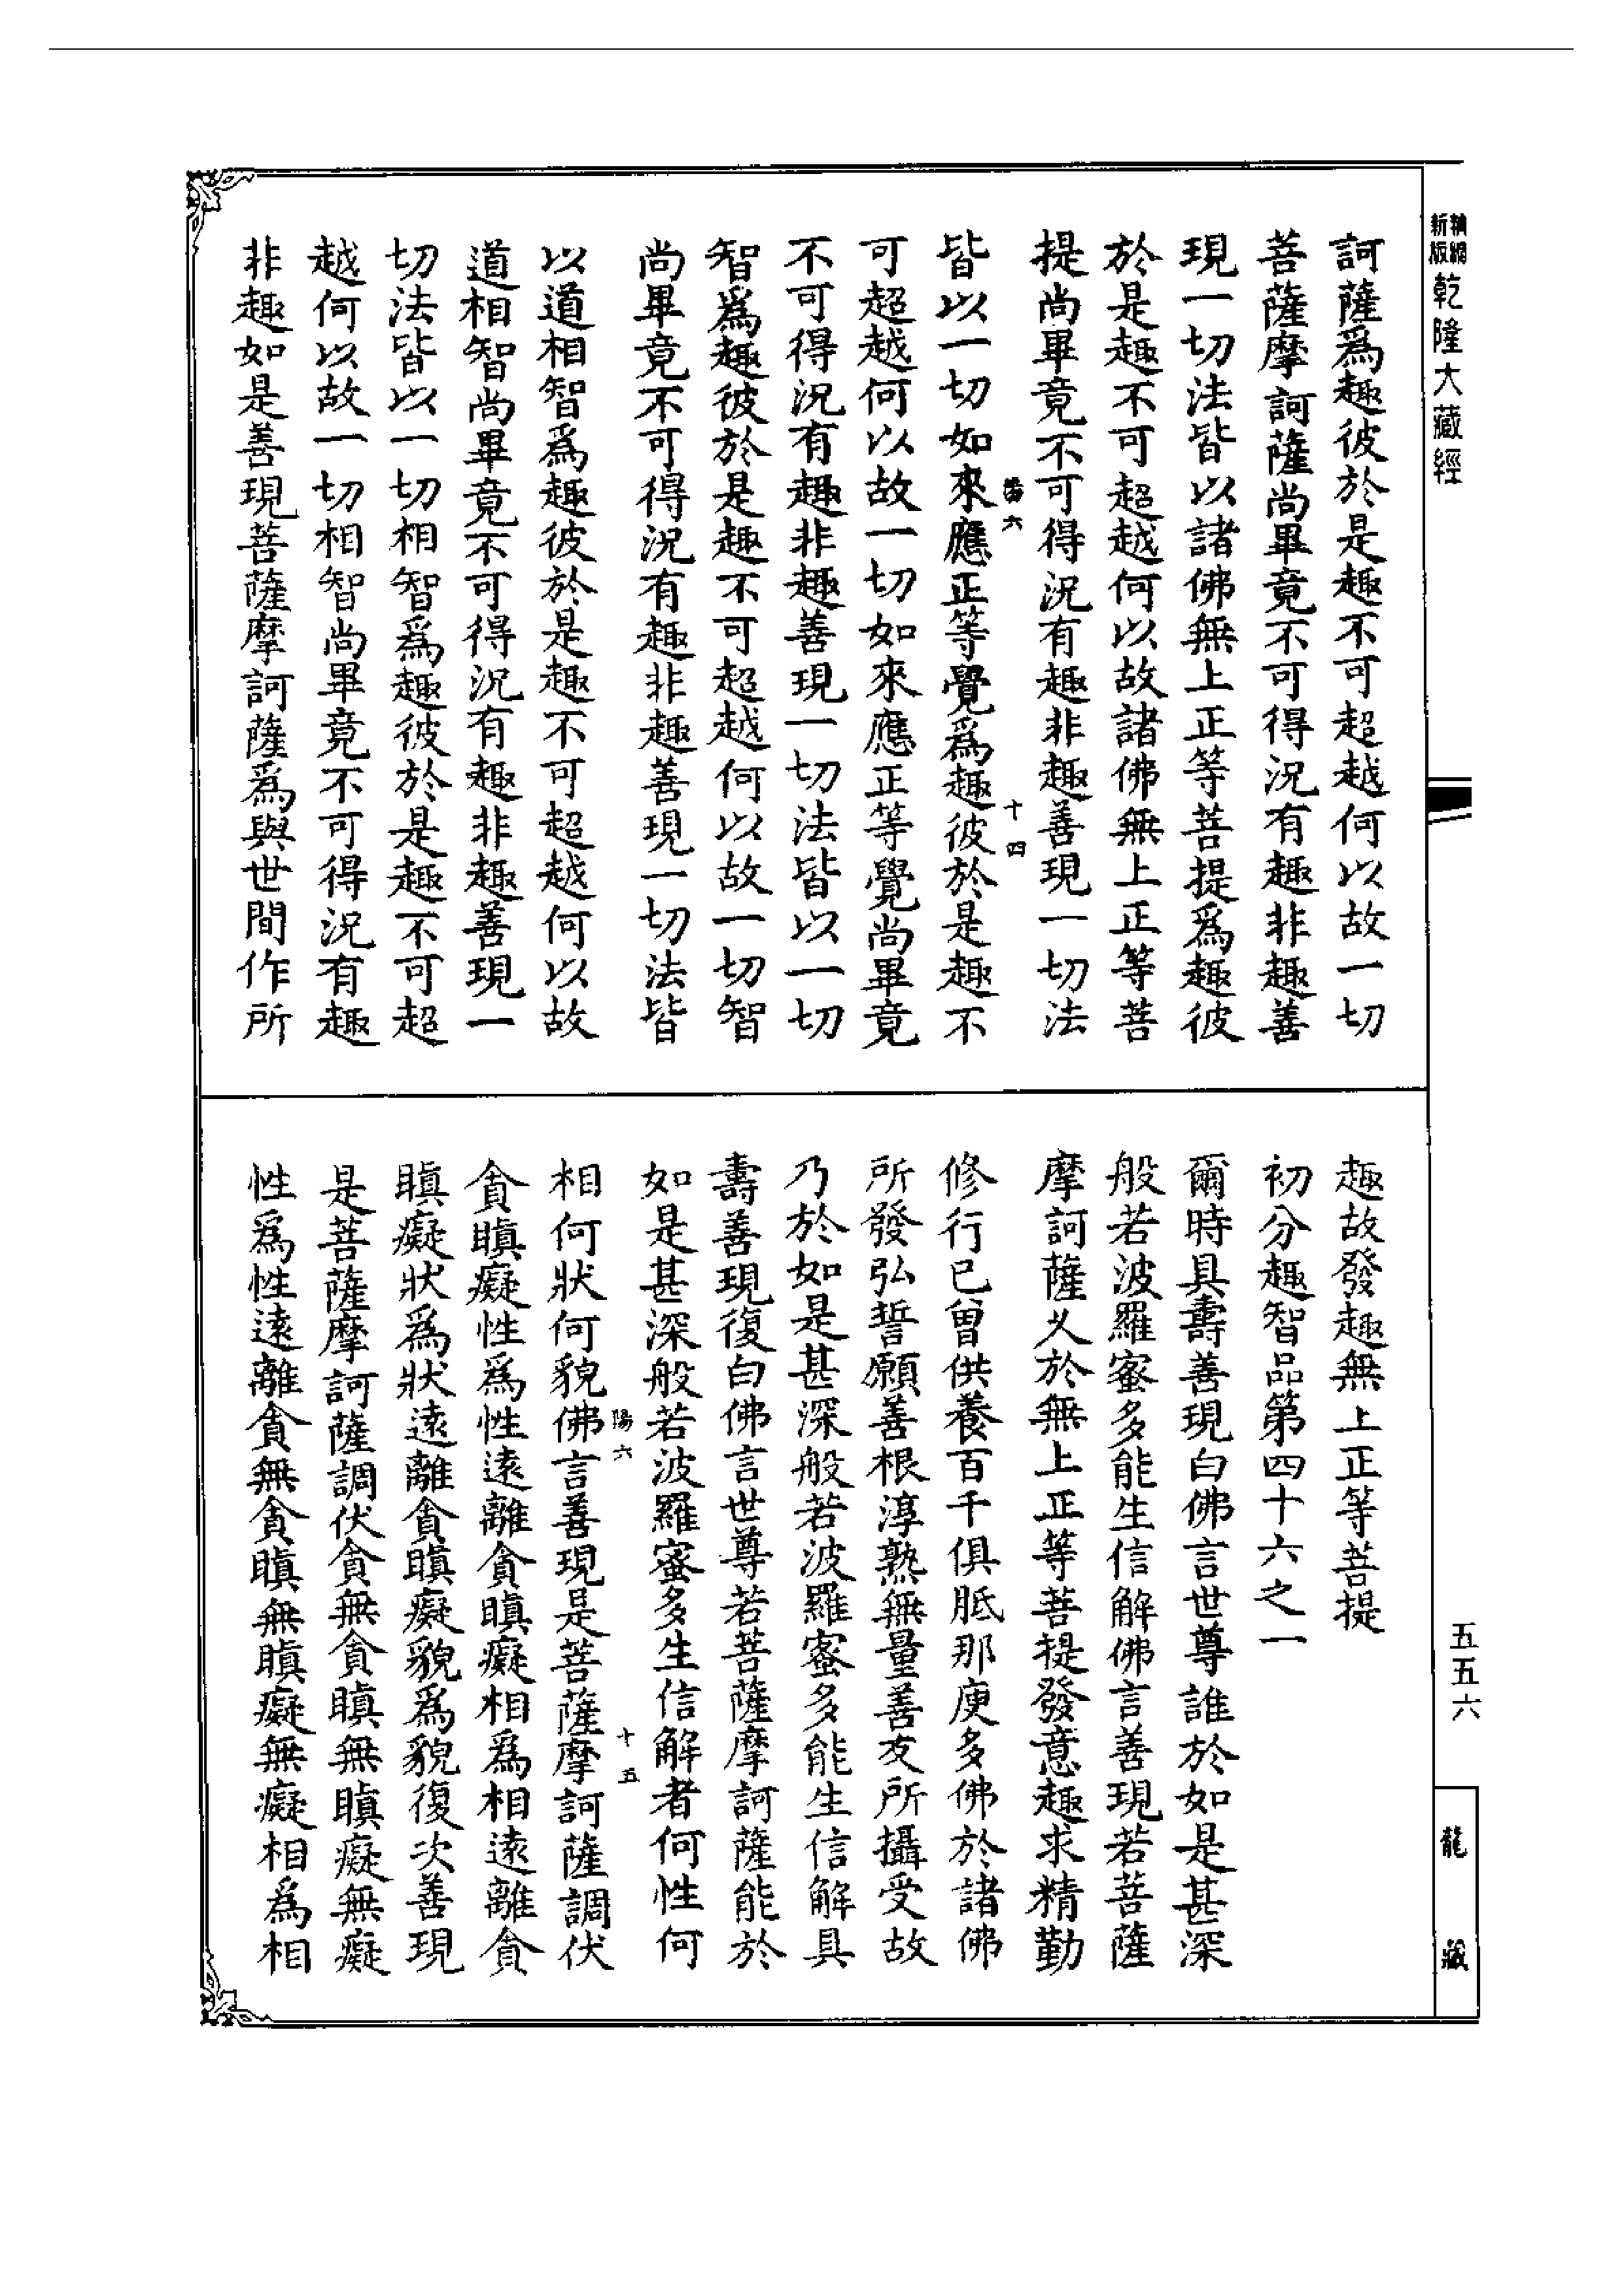 新版
精縮
乾隆大藏經
訶薩爲趣彼於是趣不可超越何以故一切
菩薩摩訶薩尚畢竟不可得況有趣非趣善
現一切法皆以諸佛無上正等菩提爲趣彼
於是趣不可超越何以故諸佛無上正等菩
提尚畢竟不可得況有趣非趣善現一切法
陽六
十四
皆以一切如來應正等覺爲趣彼於是趣不
可超越何以故一切如來應正等覺尚畢竟
不可得況有趣非趣善現一切法皆以一切
智爲趣彼於是趣不可超越何以故一切智
尚畢竟不可得況有趣非趣善現一切法皆
以道相智爲趣彼於是趣不可超越何以故
道相智尚畢竟不可得況有趣非趣善現一
切法皆以一切相智爲趣彼於是趣不可超
越何以故一切相智尚畢竟不可得況有趣
非趣如是善現菩薩摩訶薩爲與世間作所
趣故發趣無上正等菩提
初分趣智品第四十六之一
爾時具壽善現白佛言世尊誰於如是甚深
般若波羅蜜多能生信解佛言善現若菩薩
摩訶薩乆於無上正等菩提發意趣求精勤
修行已曾供養百千俱胝那庾多佛於諸佛
所發弘誓願善根淳熟無量善友所攝受故
乃於如是甚深般若波羅蜜多能生信解具
壽善現復白佛言世尊若菩薩摩訶薩能於
如是甚深般若波羅蜜多生信解者何性何
陽六
十五
相何狀何貌佛言善現是菩薩摩訶薩調伏
貪瞋癡性爲性遠離貪瞋癡相爲相遠離貪
瞋癡狀爲狀遠離貪瞋癡貌爲貌復次善現
是菩薩摩訶薩調伏貪無貪瞋無瞋癡無癡
性爲性遠離貪無貪瞋無瞋癡無癡相爲相
五五六
龍藏